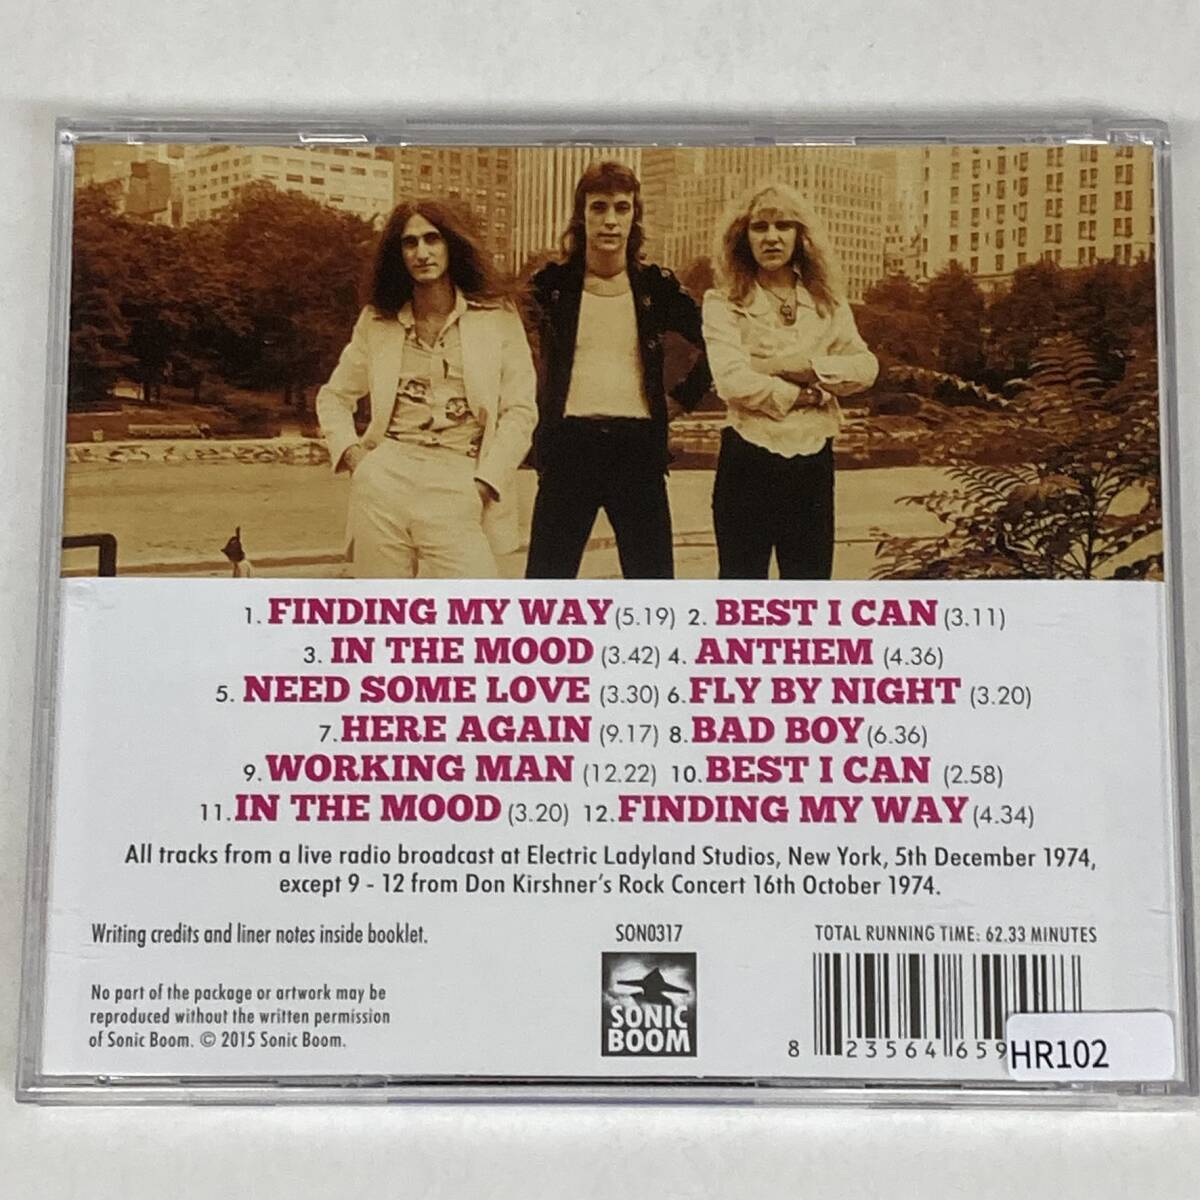 1. FINDING MY WAY (5.19) 2. BEST I CAN (3.11)
3. IN THE MOOD (3.42) 4. ANTHEM (4.36)
5. NEED SOME LOVE (3.30) 6. FLY BY NIGHT (3.20)
7. HERE AGAIN (9.17) 8. BAD BOY (6.36)
9. WORKING MAN (12.22) 10. BEST I CAN (2.58)
11. IN THE MOOD (3.20) 12. FINDING MY WAY (4.34)
All tracks from a live radio broadcast at Electric Ladyland Studios, New York, 5th December 1974,
except 9 - 12 from Don Kirshner's Rock Concert 16th October 1974.
Writing credits and liner notes inside booklet.
No part of the package or artwork may be
reproduced without the written permission
of Sonic Boom. © 2015 Sonic Boom.
SON0317
SONIC
BOOM
TOTAL RUNNING TIME: 62.33 MINUTES
8 23564 659
HR102